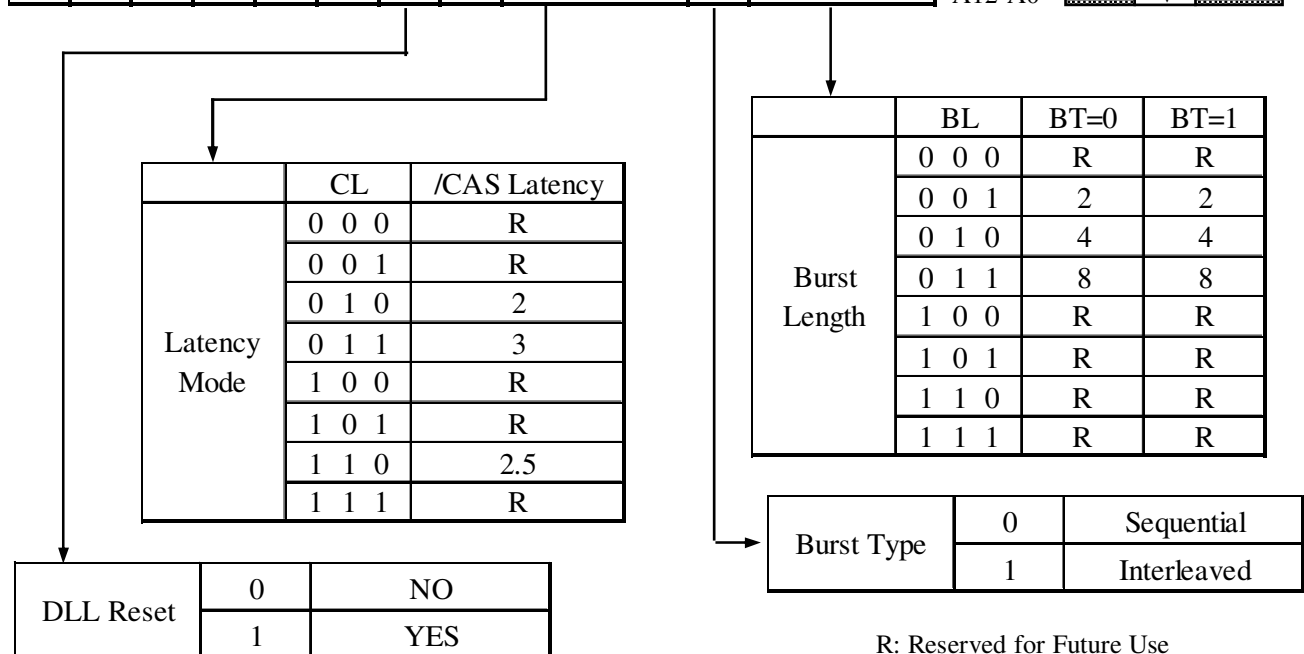 BL BT=0 BT=1
0 0 0 R R
0 0 1 2 2
0 1 0 4 4
Burst Length
0 1 1 8 8
1 0 0 R R
1 0 1 R R
1 1 0 R R
1 1 1 R R
CL /CAS Latency
0 0 0 R
0 0 1 R
0 1 0 2
Latency Mode
0 1 1 3
1 0 0 R
1 0 1 R
1 1 0 2.5
1 1 1 R
Burst Type
0 Sequential
1 Interleaved
DLL Reset
0 NO
1 YES
R: Reserved for Future Use